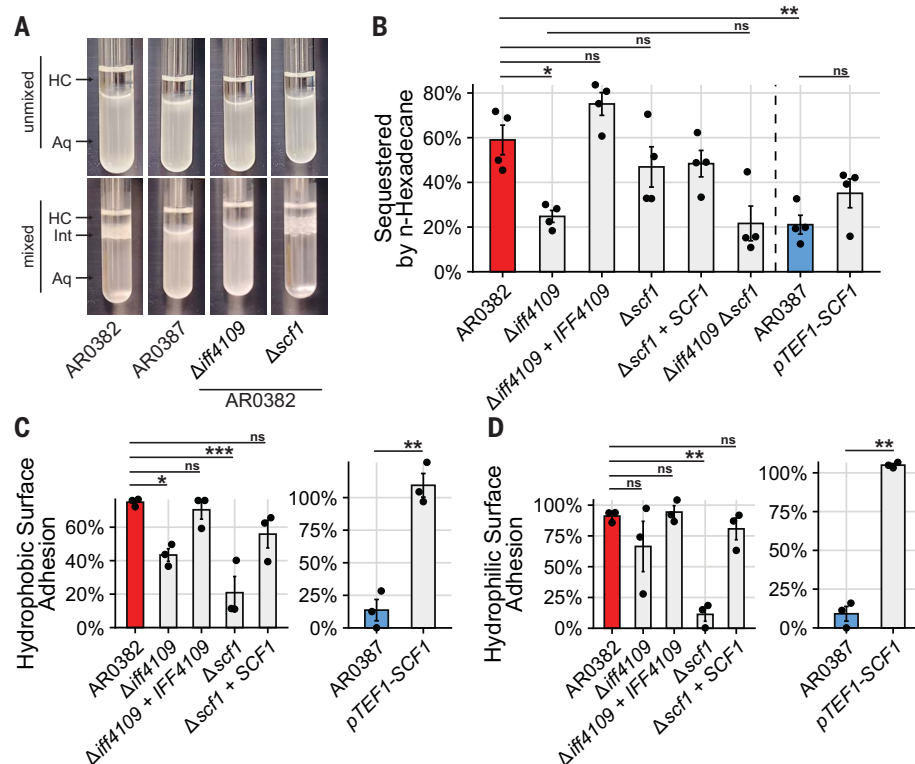 A
unmixed
HC
Aq
mixed
HC
Int
Aq
AR0382
AR0387
Δiff4109
Δscf1
AR0382
B
**
ns
ns
ns
ns
*
Sequestered
by n-Hexadecane
80%
60%
40%
20%
0%
AR0382
Δiff4109
Δiff4109 + IFF4109
Δscf1
Δscf1 + SCF1
Δiff4109 Δscf1
AR0387
pTEF1-SCF1
C
ns
***
ns
*
Hydrophobic Surface
Adhesion
60%
40%
20%
0%
AR0382
Δiff4109
Δiff4109 + IFF4109
Δscf1
Δscf1 + SCF1
**
125%
100%
75%
50%
25%
0%
AR0387
pTEF1-SCF1
D
ns
**
ns
ns
Hydrophilic Surface
Adhesion
100%
75%
50%
25%
0%
AR0382
Δiff4109
Δiff4109 + IFF4109
Δscf1
Δscf1 + SCF1
**
100%
75%
50%
25%
0%
AR0387
pTEF1-SCF1